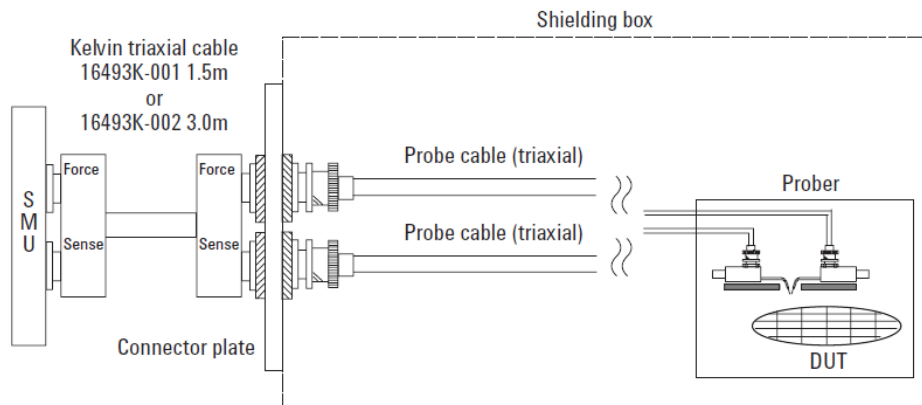 Shielding box
Kelvin triaxial cable
16493K-001 1.5m
or
16493K-002 3.0m
Force
Force
Probe cable (triaxial)
Prober
S
M
U
Sense
Sense
Probe cable (triaxial)
Connector plate
DUT